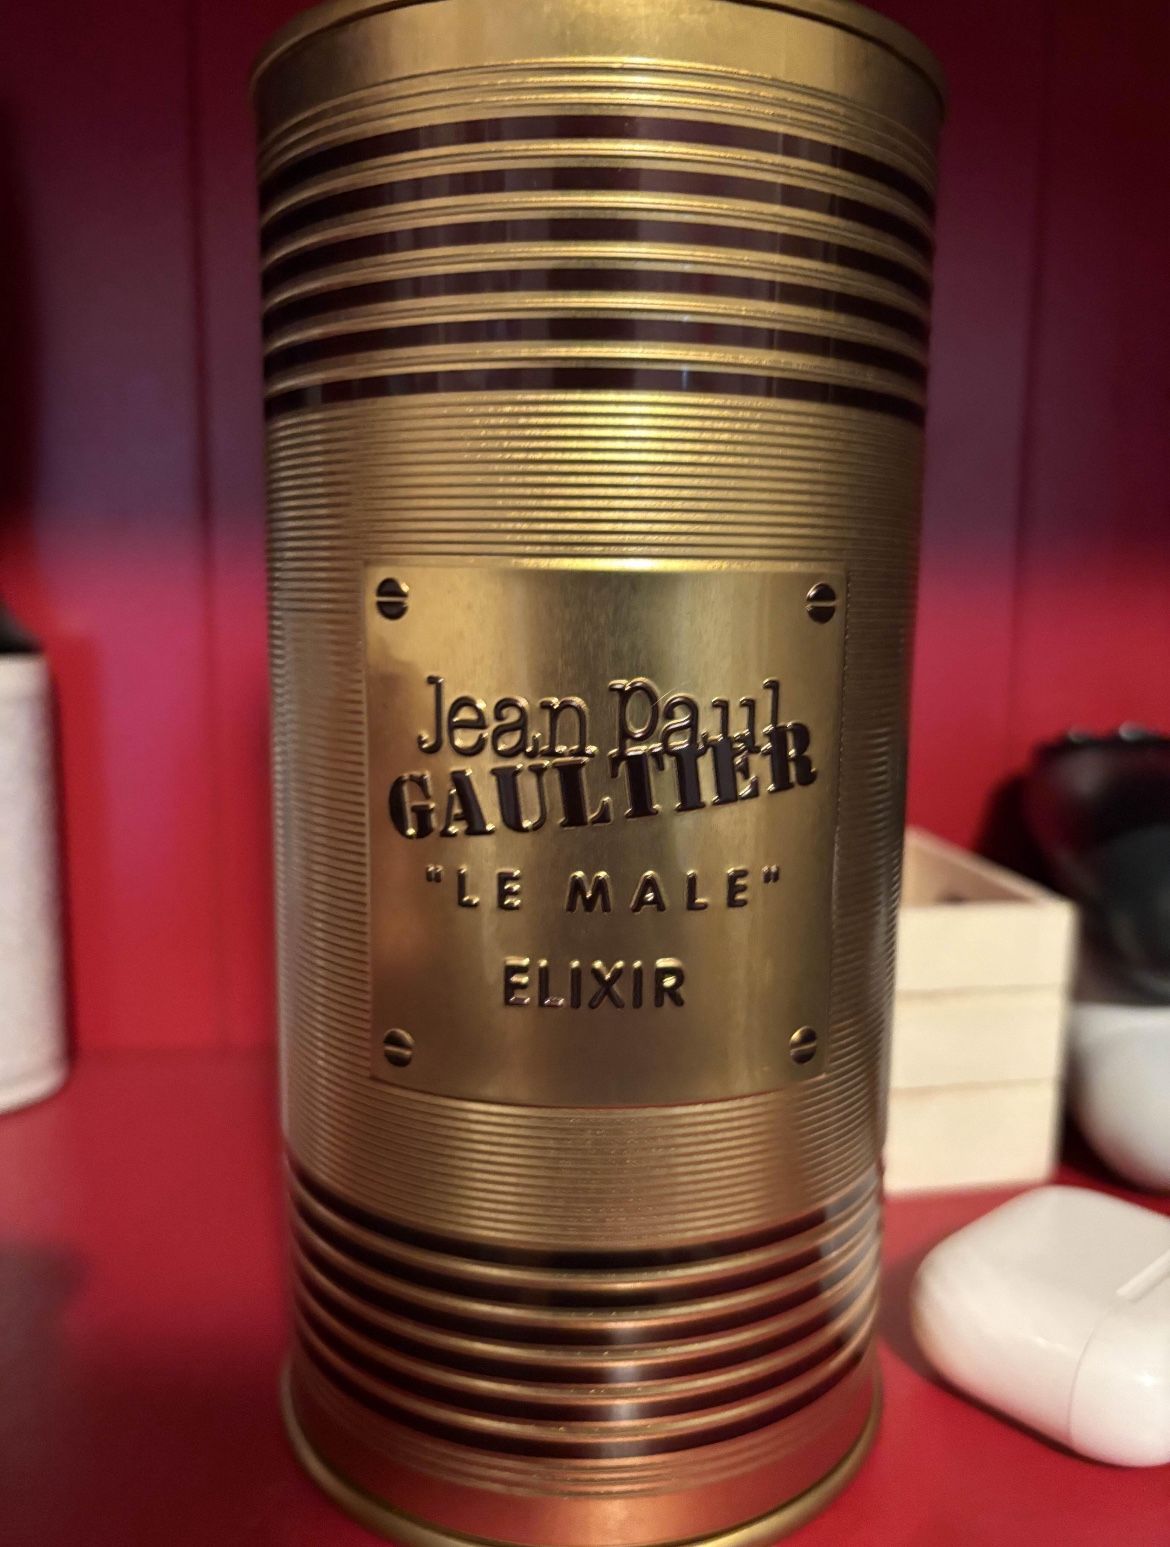 Jean Paul
GAULTIER
"LE MALE"
ELIXIR